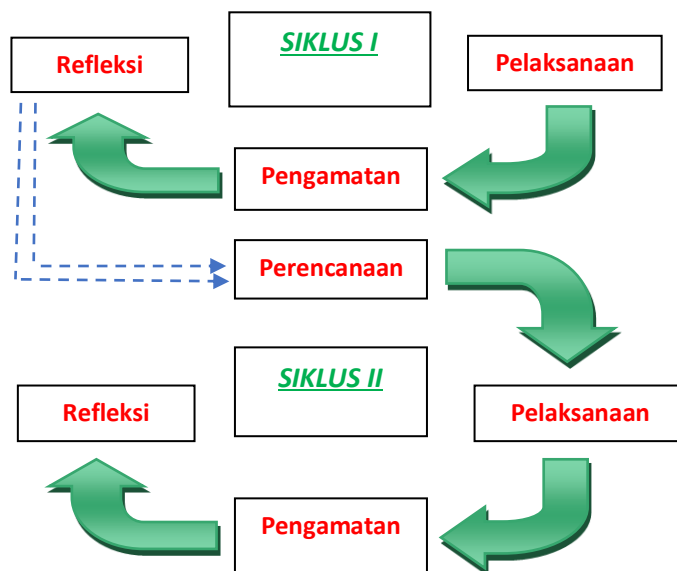 SIKLUS I
Refleksi
Pelaksanaan
Pengamatan
Perencanaan
SIKLUS II
Refleksi
Pelaksanaan
Pengamatan